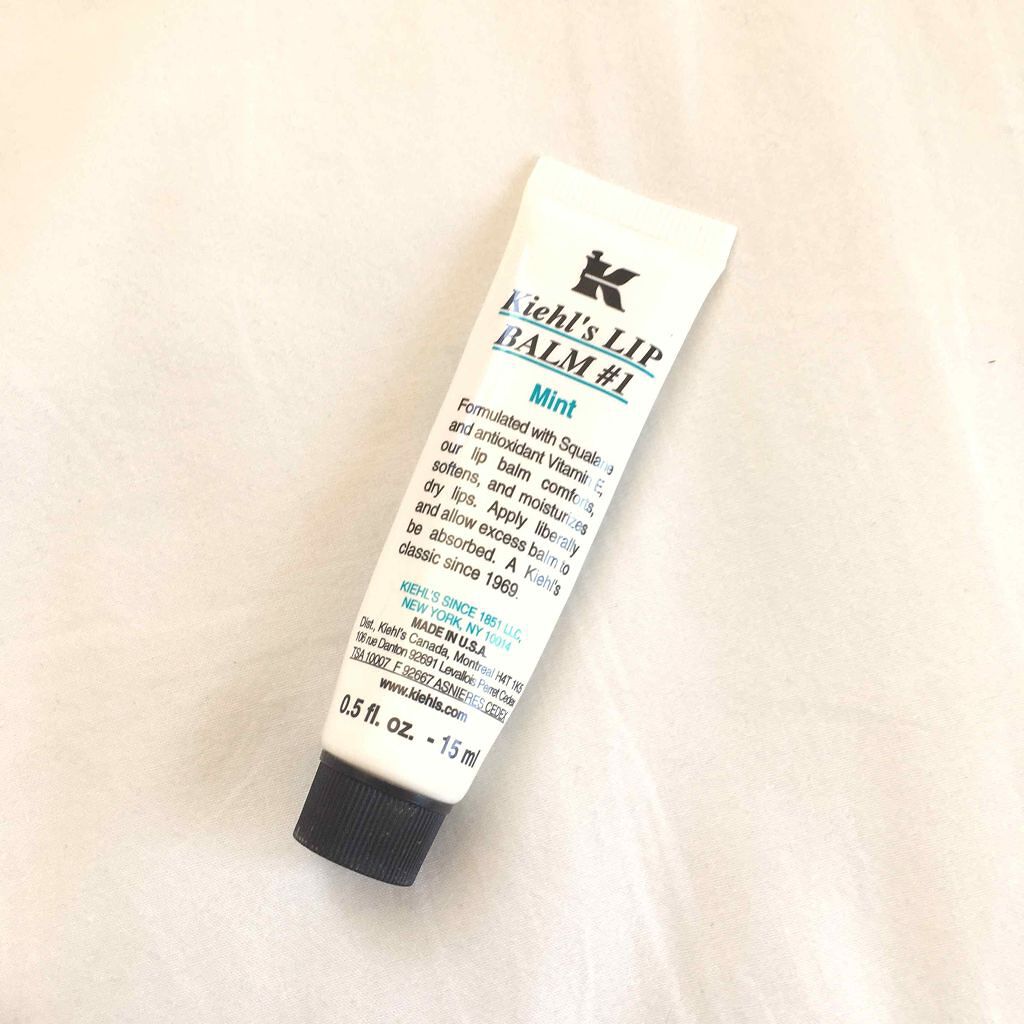 K
Kiehl's LIP
BALM #1
Mint
Formulated with Squalane
and antioxidant Vitamin E,
our lip balm comforts,
softens, and moisturizes
dry lips. Apply liberally
and allow excess balm to
be absorbed. A Kiehl's
classic since 1969.
KIEHL'S SINCE 1851 LLC,
NEW YORK, NY 10014
MADE IN U.S.A.
Dist. Kiehl's Canada, Montreal H4T 1K5
106 rue Danton 92691 Levallois Perret Cedex
TSA 10007 F 92667 ASNIERES CEDEX
www.kiehls.com
0.5 fl. oz. - 15 ml